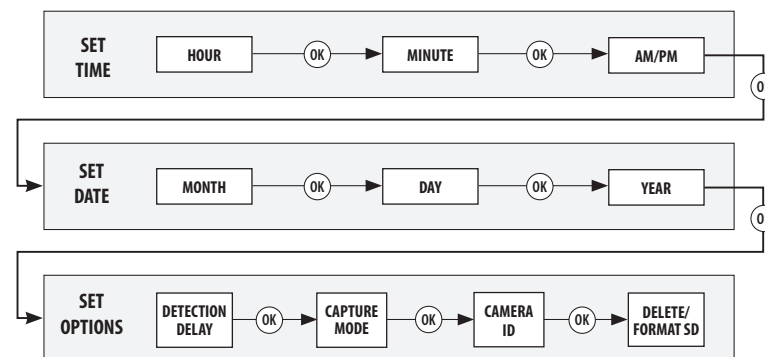 SET
TIME
HOUR
OK
MINUTE
OK
AM/PM
SET
DATE
MONTH
OK
DAY
OK
YEAR
SET
OPTIONS
DETECTION
DELAY
OK
CAPTURE
MODE
OK
CAMERA
ID
OK
DELETE/
FORMAT SD